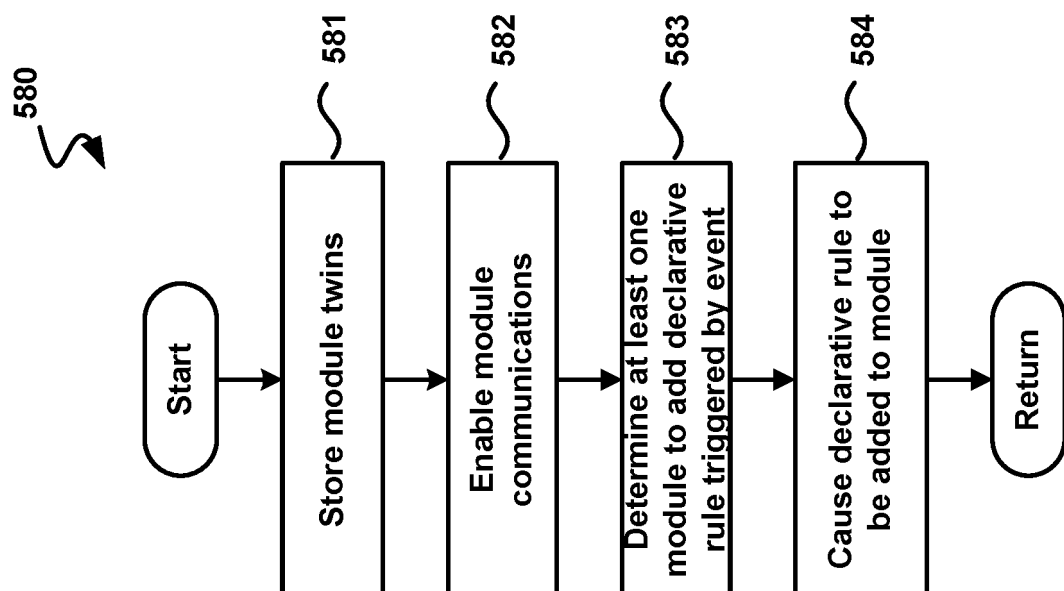 580
Start
Store module twins
581
Enable module
communications
582
Determine at least one
module to add declarative
rule triggered by event
583
Cause declarative rule to
be added to module
584
Return